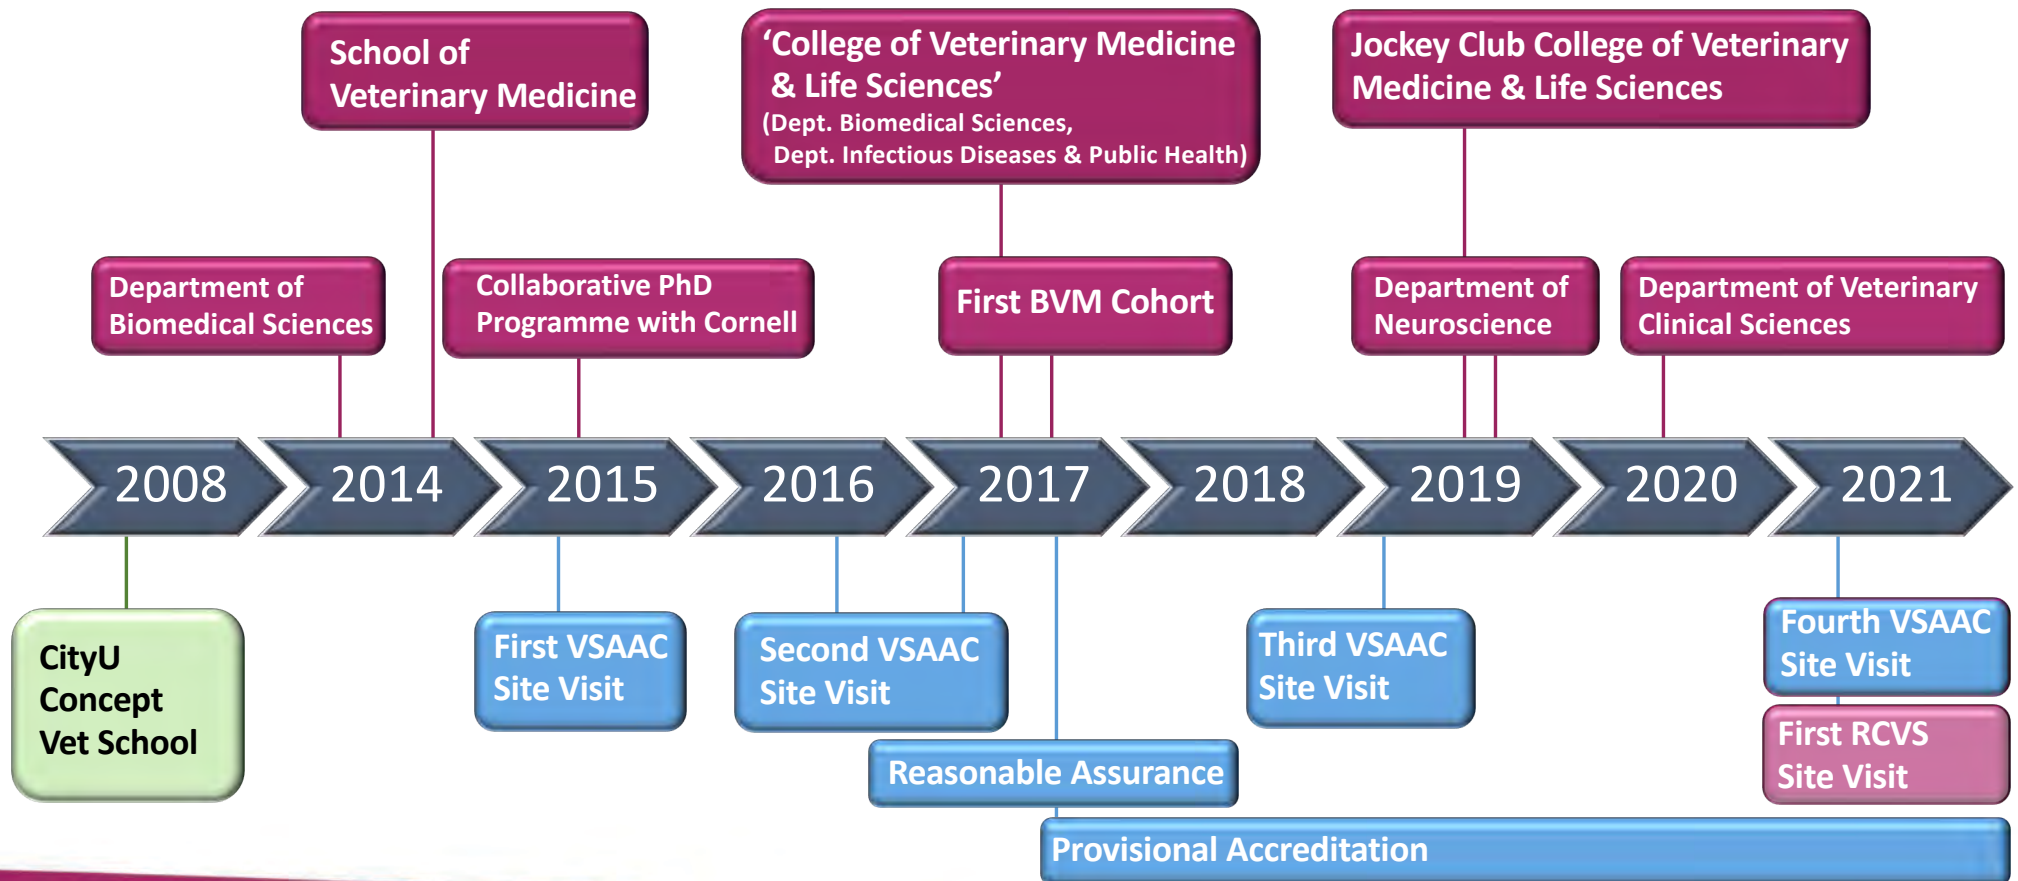 School of
Veterinary Medicine
‘College of Veterinary Medicine
& Life Sciences’
(Dept. Biomedical Sciences,
Dept. Infectious Diseases & Public Health)
Jockey Club College of Veterinary
Medicine & Life Sciences
Department of
Biomedical Sciences
Collaborative PhD
Programme with Cornell
First BVM Cohort
Department of
Neuroscience
Department of Veterinary
Clinical Sciences
2008
2014
2015
2016
2017
2018
2019
2020
2021
CityU
Concept
Vet School
First VSAAC
Site Visit
Second VSAAC
Site Visit
Third VSAAC
Site Visit
Fourth VSAAC
Site Visit
First RCVS
Site Visit
Reasonable Assurance
Provisional Accreditation